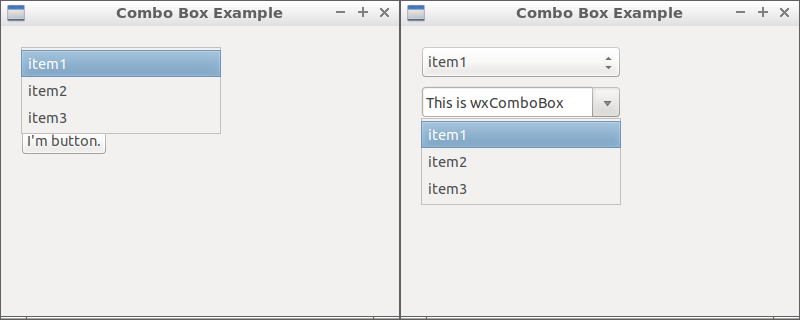 Combo Box Example
item1
item2
item3
I'm button.
Combo Box Example
item1
This is wxComboBox
item1
item2
item3